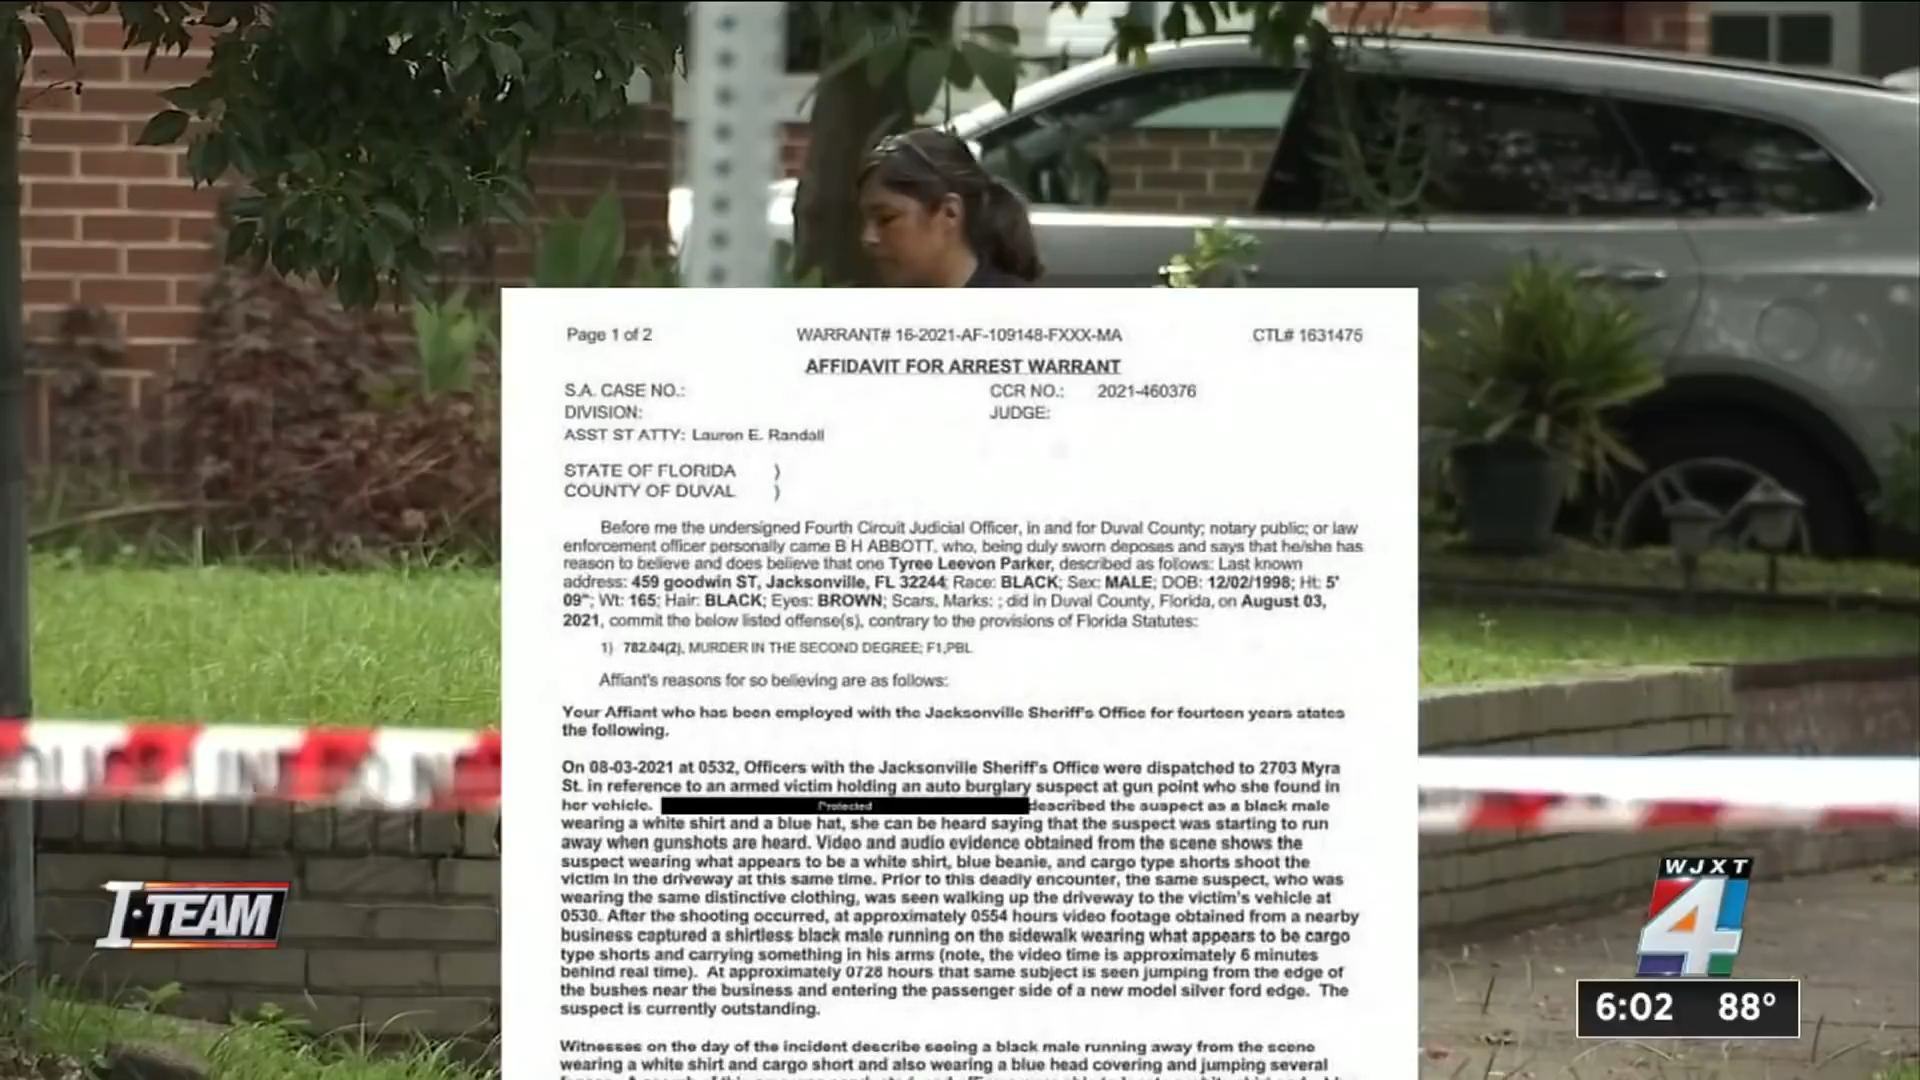 Page 1 of 2 WARRANT# 16-2021-AF-109148-FXXX-MA CTL# 1631475
AFFIDAVIT FOR ARREST WARRANT
S.A. CASE NO.: CCR NO.: 2021-460376
DIVISION: JUDGE:
ASST ST ATTY: Lauren E. Randall
STATE OF FLORIDA )
COUNTY OF DUVAL )
Before me the undersigned Fourth Circuit Judicial Officer, in and for Duval County; notary public; or law
enforcement officer personally came B H ABBOTT, who, being duly sworn deposes and says that he/she has
reason to believe and does believe that one Tyree Leevon Parker, described as follows: Last known
address: 459 goodwin ST, Jacksonville, FL 32244; Race: BLACK; Sex: MALE; DOB: 12/02/1998; Ht: 5'
09"; Wt: 165; Hair: BLACK; Eyes: BROWN; Scars, Marks: ; did in Duval County, Florida, on August 03,
2021, commit the below listed offense(s), contrary to the provisions of Florida Statutes:
1) 782.04(2), MURDER IN THE SECOND DEGREE; F1,PBL
Affiant's reasons for so believing are as follows:
Your Affiant who has been employed with the Jacksonville Sheriff's Office for fourteen years states
the following.
On 08-03-2021 at 0532, Officers with the Jacksonville Sheriff's Office were dispatched to 2703 Myra
St. in reference to an armed victim holding an auto burglary suspect at gun point who she found in
her vehicle. Protected described the suspect as a black male
wearing a white shirt and a blue hat, she can be heard saying that the suspect was starting to run
away when gunshots are heard. Video and audio evidence obtained from the scene shows the
suspect wearing what appears to be a white shirt, blue beanie, and cargo type shorts shoot the
victim in the driveway at this same time. Prior to this deadly encounter, the same suspect, who was
wearing the same distinctive clothing, was seen walking up the driveway to the victim's vehicle at
0530. After the shooting occurred, at approximately 0554 hours video footage obtained from a nearby
business captured a shirtless black male running on the sidewalk wearing what appears to be cargo
type shorts and carrying something in his arms (note, the video time is approximately 6 minutes
behind real time). At approximately 0728 hours that same subject is seen jumping from the edge of
the bushes near the business and entering the passenger side of a new model silver ford edge. The
suspect is currently outstanding.
Witnesses on the day of the incident describe seeing a black male running away from the scene
wearing a white shirt and cargo short and also wearing a blue head covering and jumping several
I-TEAM
WJXT
4
6:02 88°